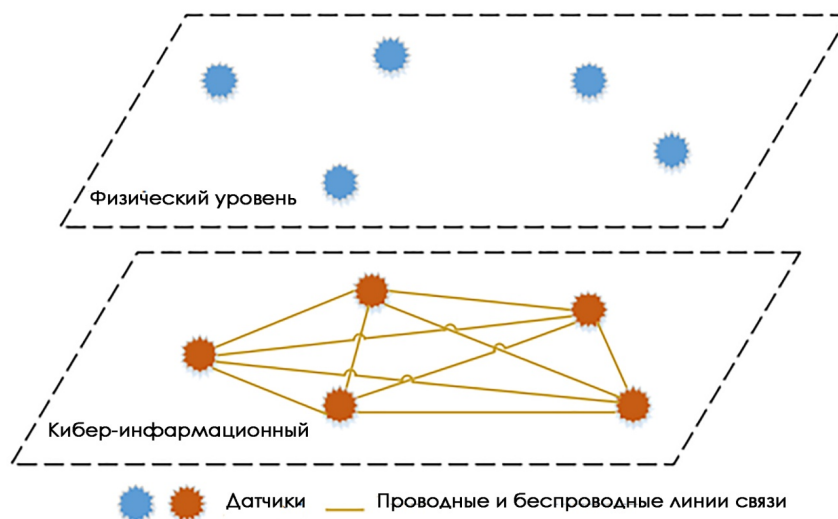 Физический уровень
Кибер-инфармационный
Датчики
Проводные и беспроводные линии связи